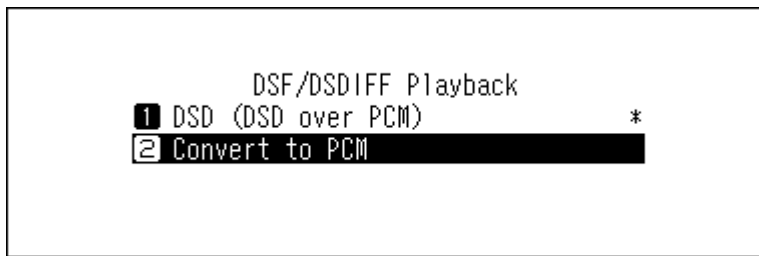 DSF/DSDIFF Playback
1 DSD (DSD over PCM) *
2 Convert to PCM